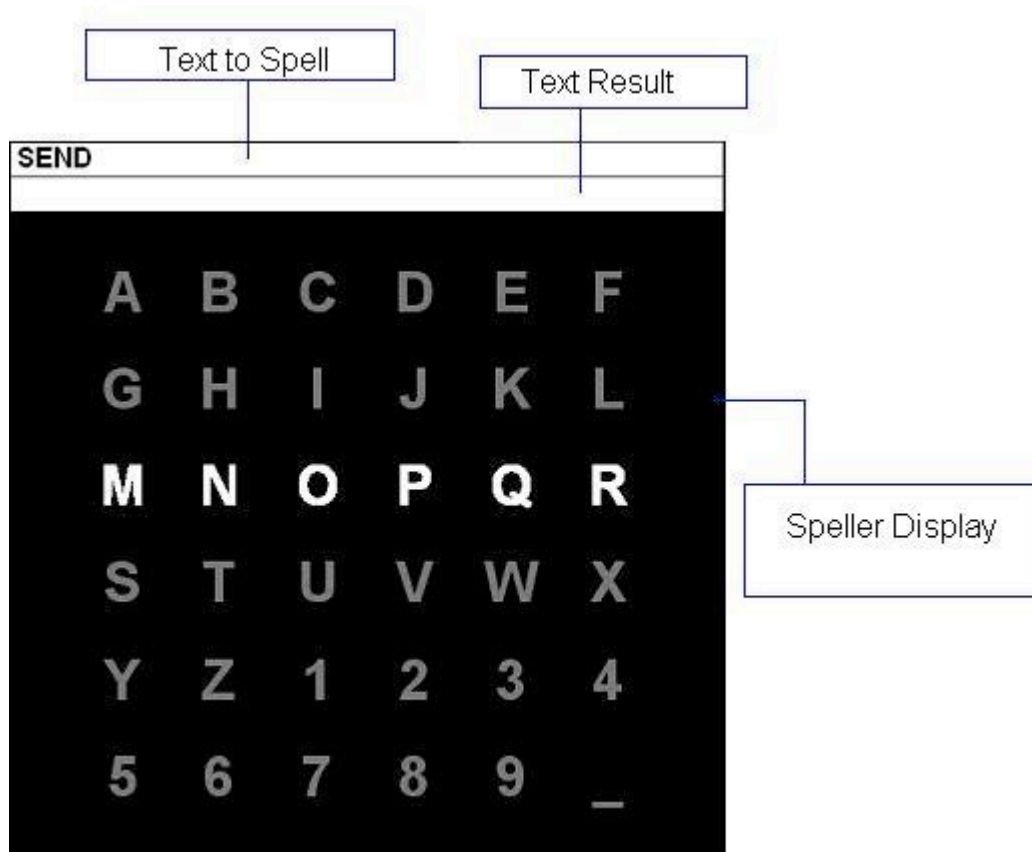 Text to Spell
Text Result
SEND
A B C D E F
G H I J K L
M N O P Q R
S T U V W X
Y Z 1 2 3 4
5 6 7 8 9 _
Speller Display